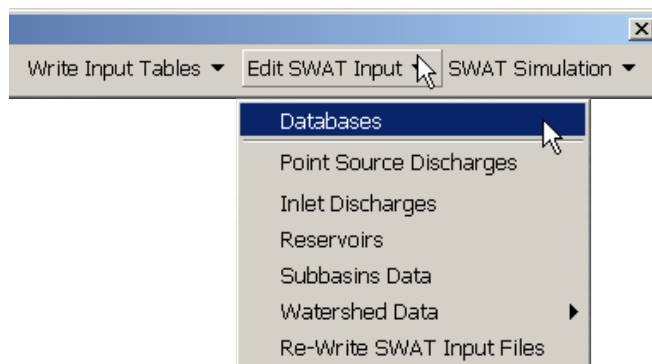 Write Input Tables Edit SWAT Input SWAT Simulation
Databases
Point Source Discharges
Inlet Discharges
Reservoirs
Subbasins Data
Watershed Data
Re-Write SWAT Input Files